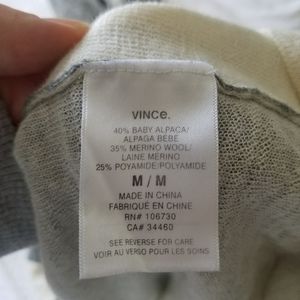 VINCE.
40% BABY ALPACA/
ALPAGA BEBE
35% MERINO WOOL/
LAINE MERINO
25% POYAMIDE/POLYAMIDE
M / M
MADE IN CHINA
FABRIQUÉ EN CHINE
RN# 106730
CA# 34460
SEE REVERSE FOR CARE
VOIR AU VERSO POUR LES SOINS